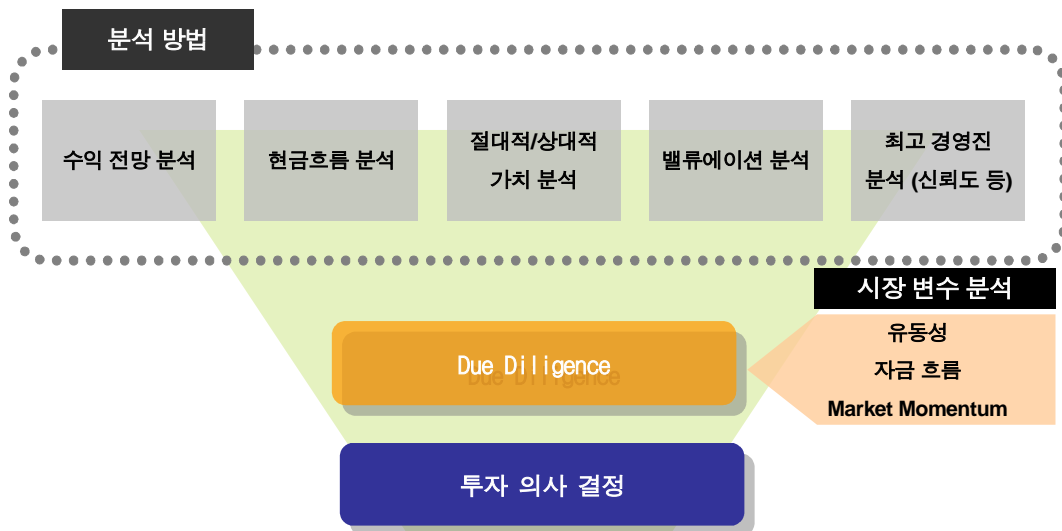 분석 방법
수익 전망 분석
현금흐름 분석
절대적/상대적
가치 분석
밸류에이션 분석
최고 경영진
분석 (신뢰도 등)
시장 변수 분석
유동성
자금 흐름
Market Momentum
Due Diligence
투자 의사 결정